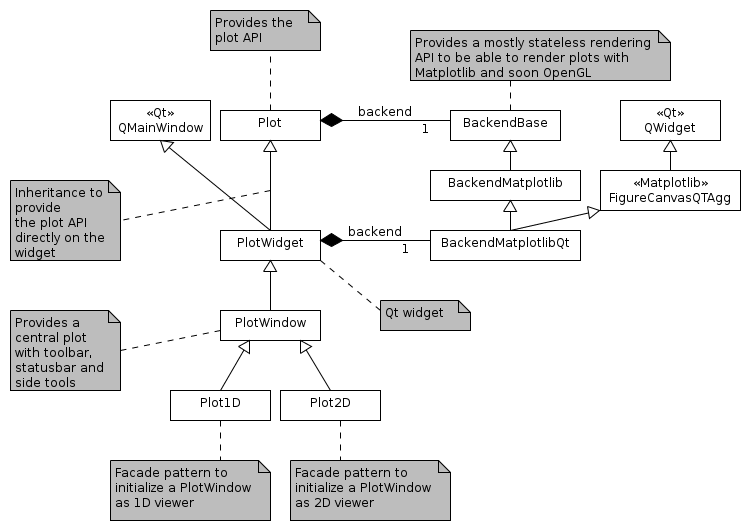 Provides the
plot API
Provides a mostly stateless rendering
API to be able to render plots with
Matplotlib and soon OpenGL
«Qt»
QMainWindow
Plot
backend
1
BackendBase
«Qt»
QWidget
Inheritance to
provide
the plot API
directly on the
widget
BackendMatplotlib
«Matplotlib»
FigureCanvasQTAgg
PlotWidget
backend
1
BackendMatplotlibQt
Qt widget
Provides a
central plot
with toolbar,
statusbar and
side tools
PlotWindow
Plot1D
Plot2D
Facade pattern to
initialize a PlotWindow
as 1D viewer
Facade pattern to
initialize a PlotWindow
as 2D viewer